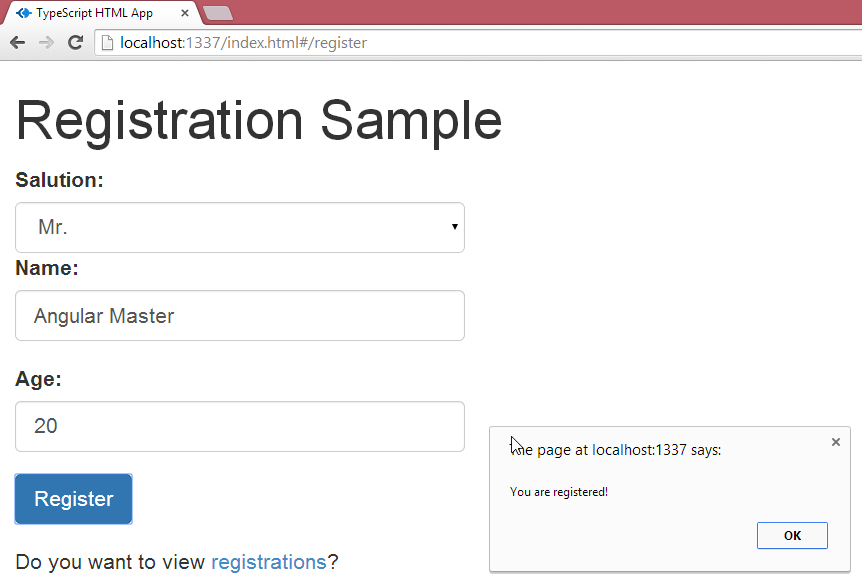 TypeScript HTML App
localhost:1337/index.html#/register
Registration Sample
Salution:
Mr.
Name:
Angular Master
Age:
20
Register
Do you want to view registrations?
page at localhost:1337 says:
You are registered!
OK